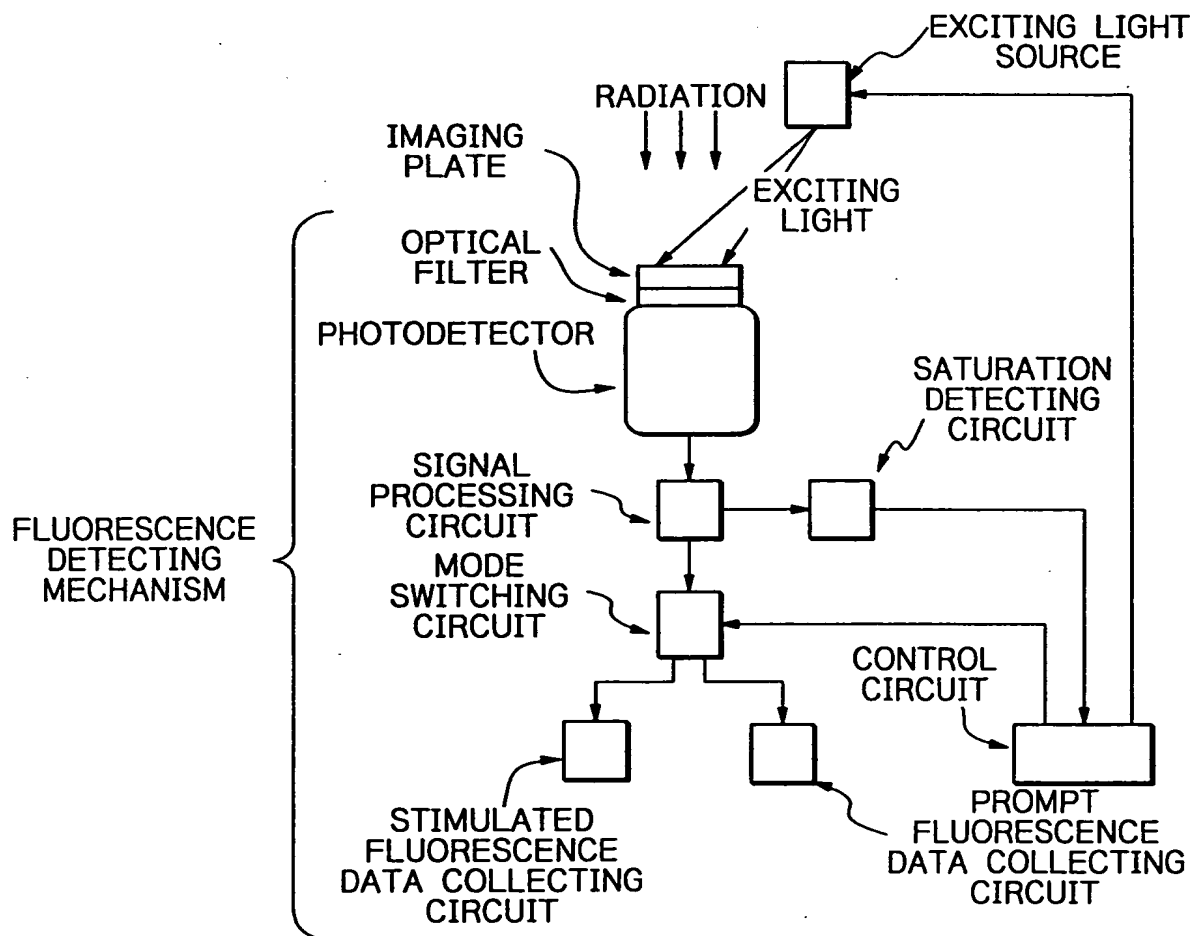 EXCITING LIGHT
SOURCE
RADIATION
IMAGING
PLATE
EXCITING
LIGHT
OPTICAL
FILTER
PHOTODETECTOR
SATURATION
DETECTING
CIRCUIT
SIGNAL
PROCESSING
CIRCUIT
FLUORESCENCE
DETECTING
MECHANISM
MODE
SWITCHING
CIRCUIT
CONTROL
CIRCUIT
STIMULATED
FLUORESCENCE
DATA COLLECTING
CIRCUIT
PROMPT
FLUORESCENCE
DATA COLLECTING
CIRCUIT